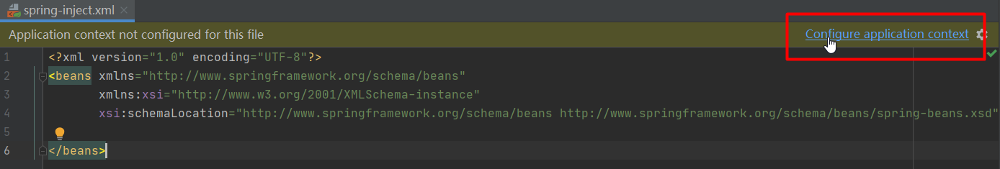 spring-inject.xml
Application context not configured for this file
Configure application context
1 <?xml version="1.0" encoding="UTF-8"?>
2 <beans xmlns="http://www.springframework.org/schema/beans"
3 xmlns:xsi="http://www.w3.org/2001/XMLSchema-instance"
4 xsi:schemaLocation="http://www.springframework.org/schema/beans http://www.springframework.org/schema/beans/spring-beans.xsd"
5
6 </beans>